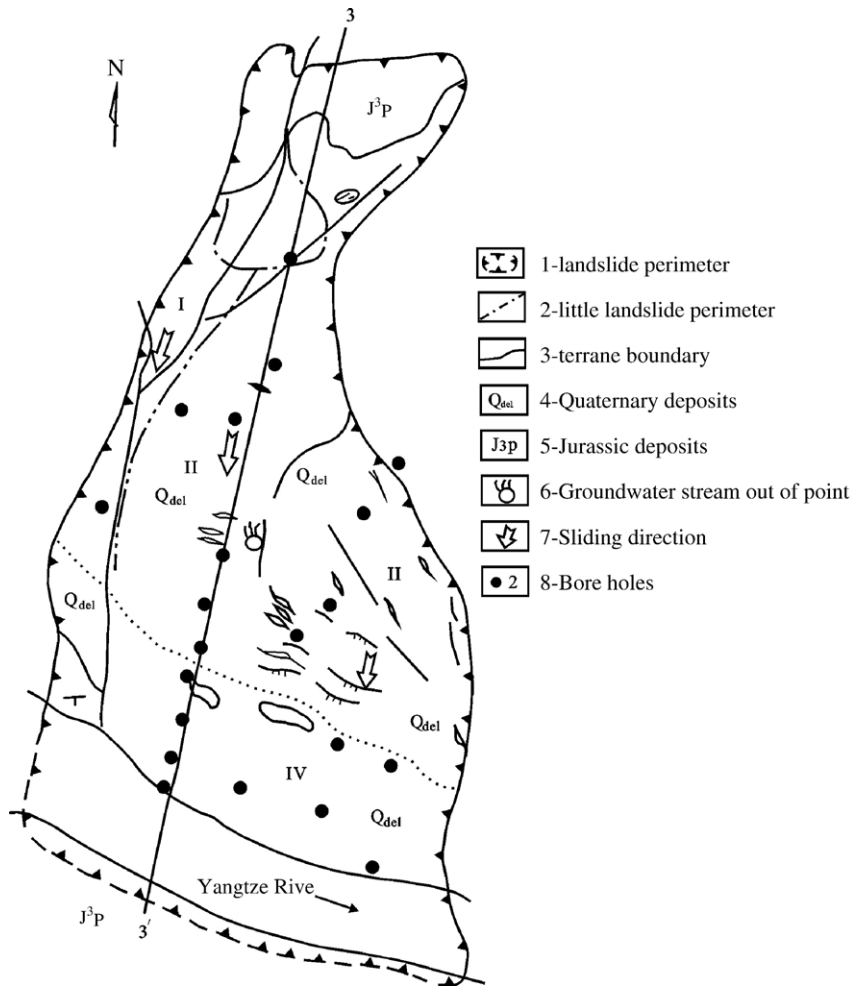 3
N
J³P
I
II
Qdel
Qdel
II
Qdel
Qdel
IV
Qdel
Yangtze Rive
J³P
3′
1-landslide perimeter
2-little landslide perimeter
3-terrane boundary
Qdel 4-Quaternary deposits
J3p 5-Jurassic deposits
6-Groundwater stream out of point
7-Sliding direction
2 8-Bore holes